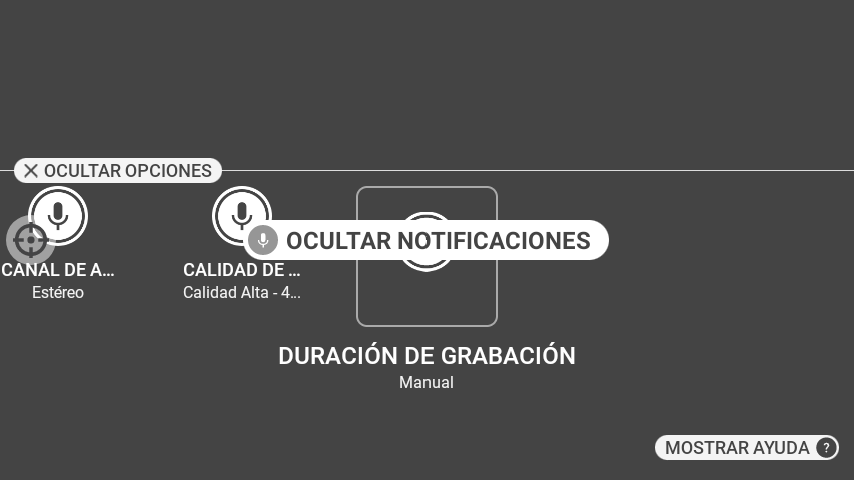 OCULTAR OPCIONES
OCULTAR NOTIFICACIONES
CANAL DE A...
Estéreo
CALIDAD DE ...
Calidad Alta - 4...
DURACIÓN DE GRABACIÓN
Manual
MOSTRAR AYUDA ?